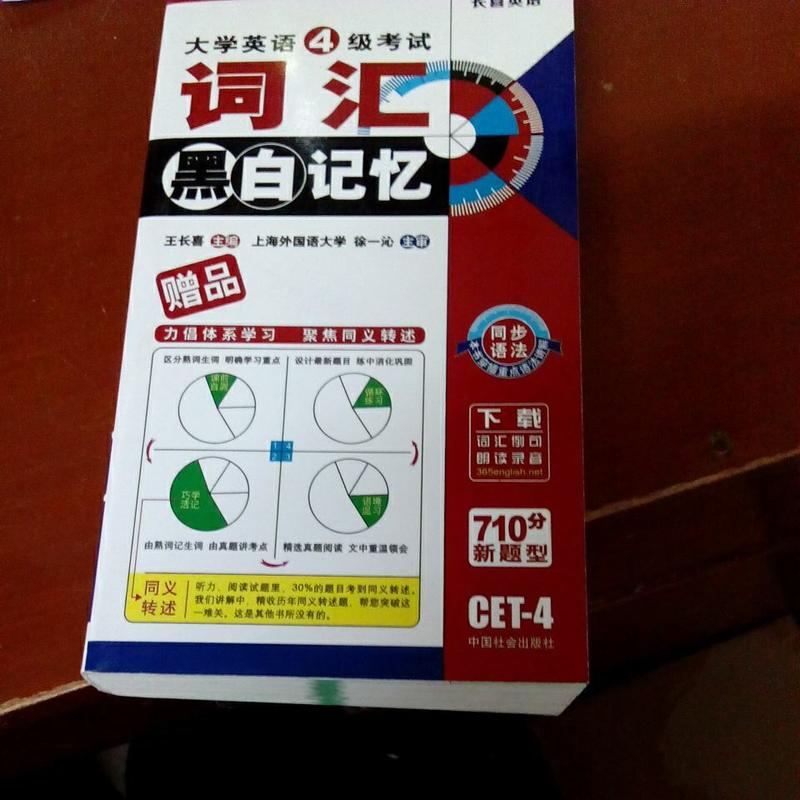 长喜英语
大学英语4级考试
词汇
黑白记忆
王长喜 主编 上海外国语大学 徐一沁 主审
赠品
力倡体系学习 聚焦同义转述
区分熟词生词 明确学习重点
设计最新题目 练中消化巩固
课前
自测
循环
练习
1 4
2 3
巧学
活记
语境
温习
由熟词记生词 由真题讲考点
精选真题阅读 文中重温领会
同义
转述
听力、阅读试题里，30%的题目考到同义转述。
我们讲解中，精收历年同义转述题，帮您突破这
一难关。这是其他书所没有的。
同步
语法
下载
词汇例句
朗读录音
365english.net
710分
新题型
CET-4
中国社会出版社